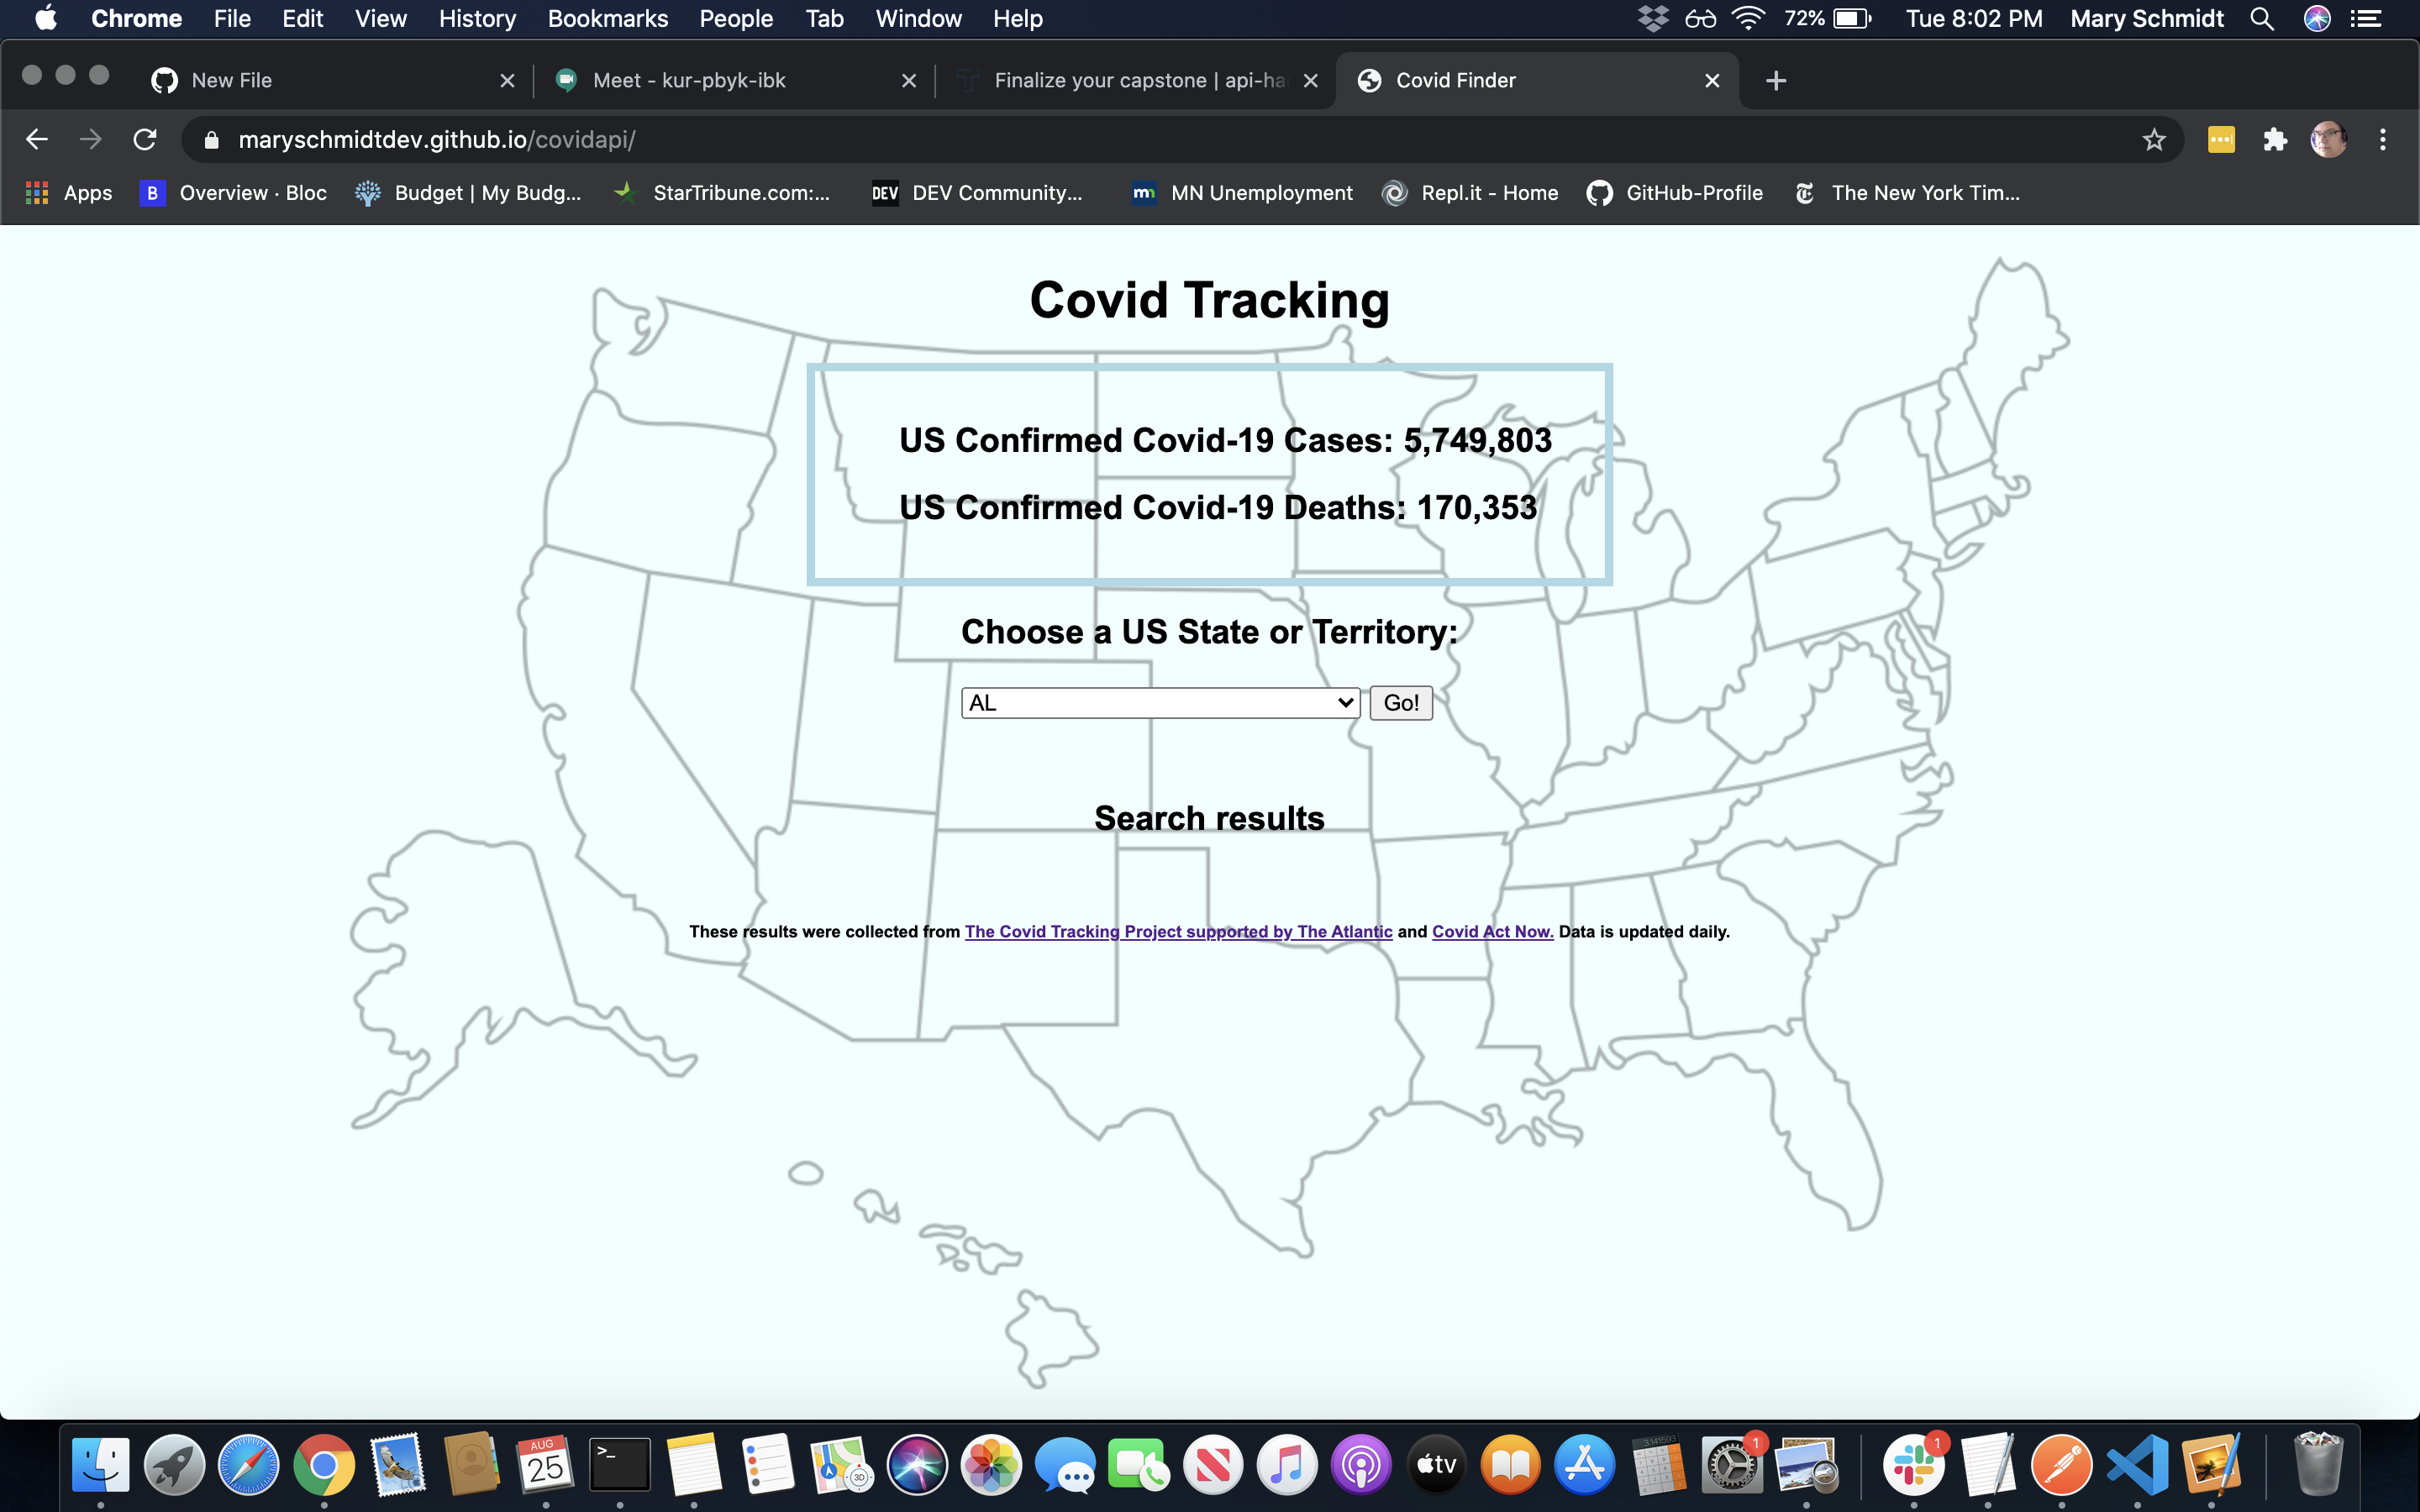 Chrome File Edit View History Bookmarks People Tab Window Help 72% Tue 8:02 PM Mary Schmidt
New File Meet - kur-pbyk-ibk Finalize your capstone | api-ha Covid Finder
maryschmidtdev.github.io/covidapi/
Apps B Overview · Bloc Budget | My Budg... StarTribune.com:... DEV DEV Community... mn MN Unemployment Repl.it - Home GitHub-Profile The New York Tim...
Covid Tracking
US Confirmed Covid-19 Cases: 5,749,803
US Confirmed Covid-19 Deaths: 170,353
Choose a US State or Territory:
AL Go!
Search results
These results were collected from The Covid Tracking Project supported by The Atlantic and Covid Act Now. Data is updated daily.
AUG 25 >_ 3D tv 1 1